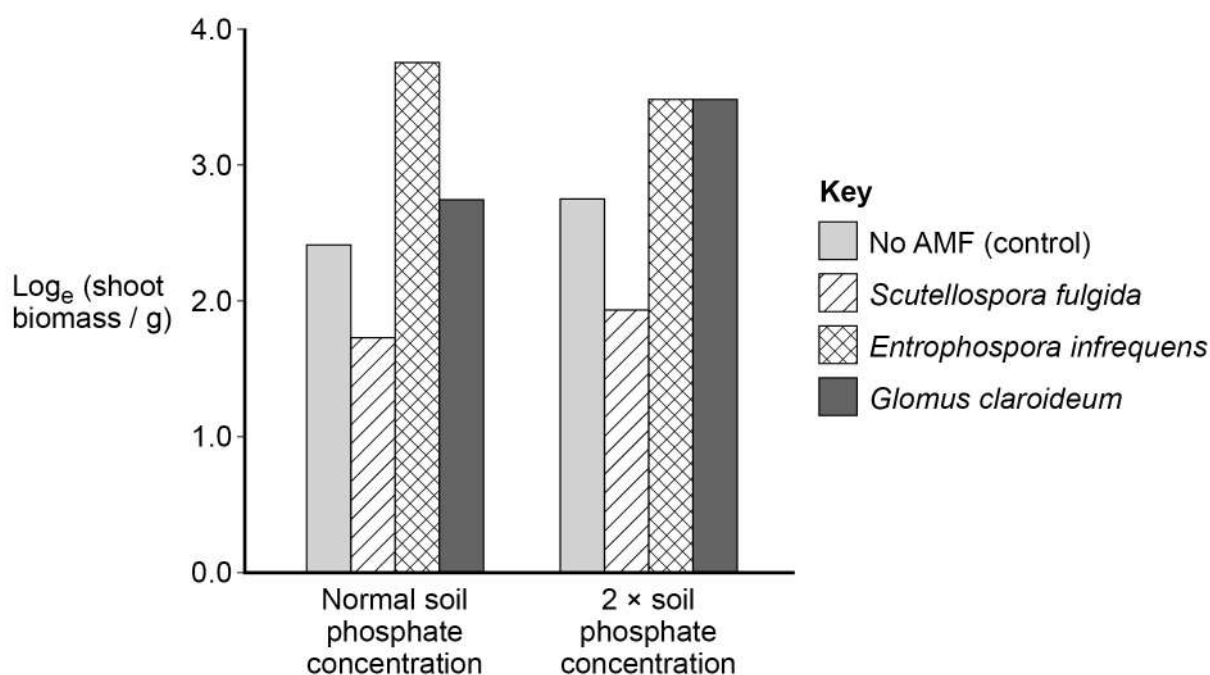 4.0
3.0
2.0
1.0
0.0
Logₑ (shoot
biomass / g)
Normal soil
phosphate
concentration
2 × soil
phosphate
concentration
Key
No AMF (control)
Scutellospora fulgida
Entrophospora infrequens
Glomus claroideum